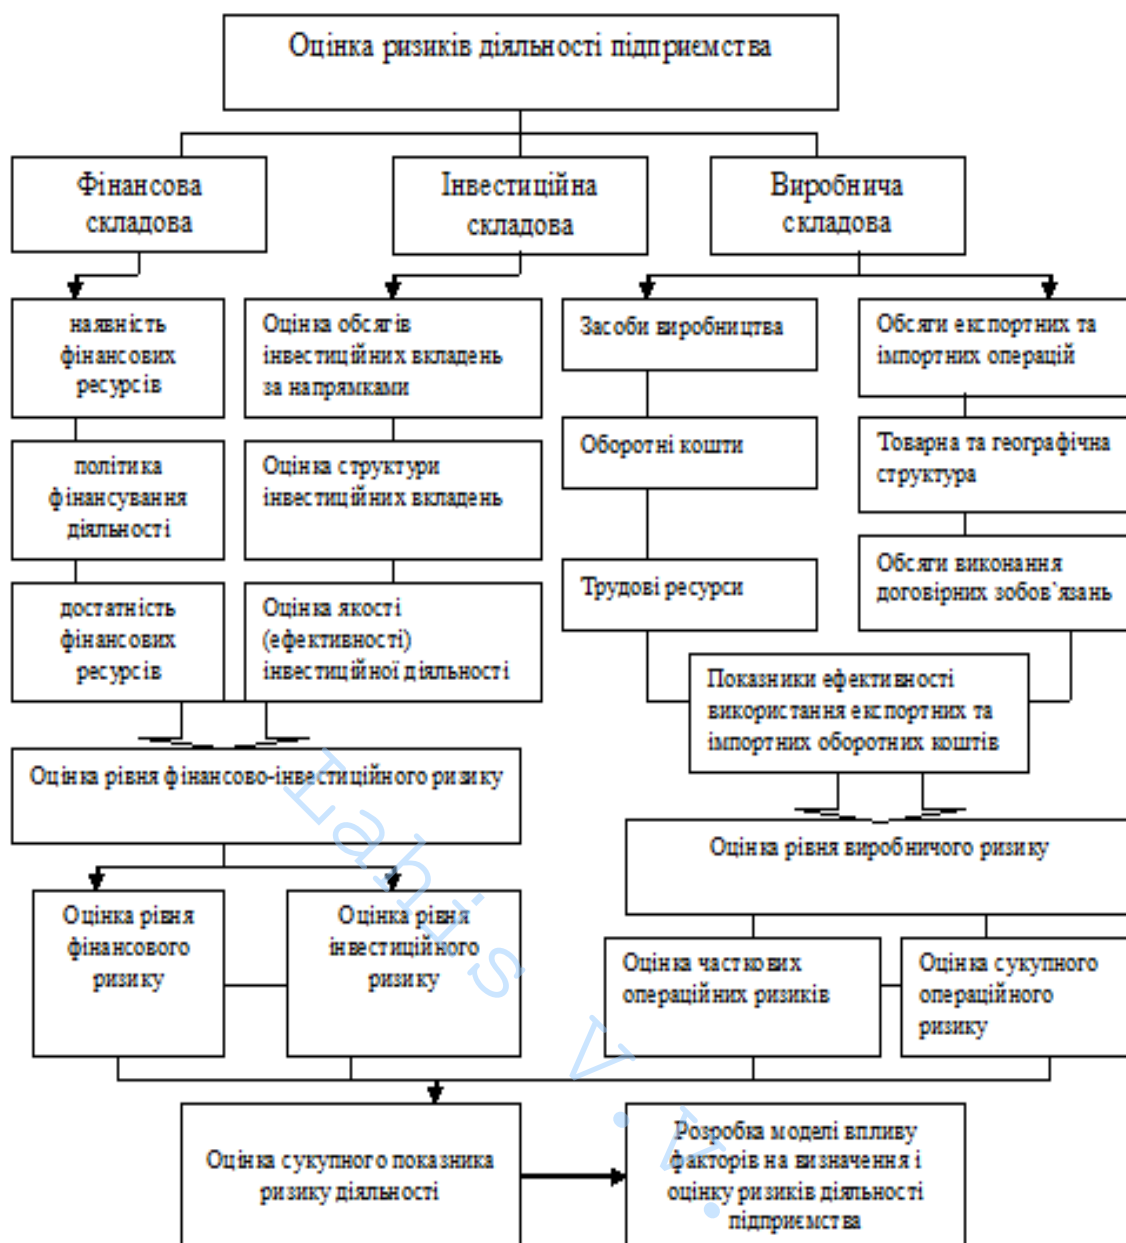 Оцінка ризиків діяльності підприємства
Фінансова
складова
Інвестиційна
складова
Виробнича
складова
наявність
фінансових
ресурсів
Оцінка обсягів
інвестиційних вкладень
за напрямками
Засоби виробництва
Обсяги експортних та
імпортних операцій
політика
фінансування
діяльності
Оцінка структури
інвестиційних вкладень
Оборотні кошти
Товарна та географічна
структура
достатність
фінансових
ресурсів
Оцінка якості
(ефективності)
інвестиційної діяльності
Трудові ресурси
Обсяги виконання
договірних зобов`язань
Показники ефективності
використання експортних та
імпортних оборотних коштів
Оцінка рівня фінансово-інвестиційного ризику
Оцінка рівня виробничого ризику
Оцінка рівня
фінансового
ризику
Оцінка рівня
інвестиційного
ризику
Оцінка часткових
операційних ризиків
Оцінка сукупного
операційного
ризику
Оцінка сукупного показника
ризику діяльності
Розробка моделі впливу
факторів на визначення і
оцінку ризиків діяльності
підприємства
Lahis V.V.